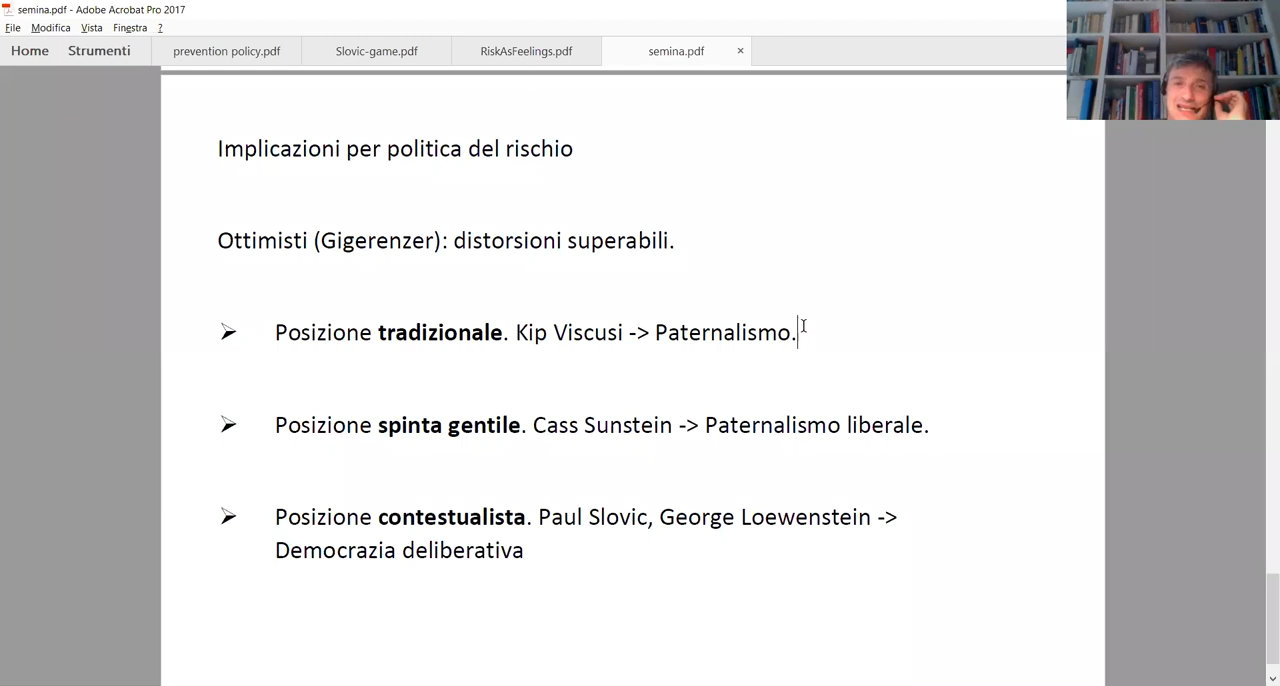 semina.pdf - Adobe Acrobat Pro 2017
File Modifica Vista Finestra ?
Home Strumenti prevention policy.pdf Slovic-game.pdf RiskAsFeelings.pdf semina.pdf ×
Implicazioni per politica del rischio
Ottimisti (Gigerenzer): distorsioni superabili.
➢ Posizione tradizionale. Kip Viscusi -> Paternalismo.
➢ Posizione spinta gentile. Cass Sunstein -> Paternalismo liberale.
➢ Posizione contestualista. Paul Slovic, George Loewenstein ->
Democrazia deliberativa